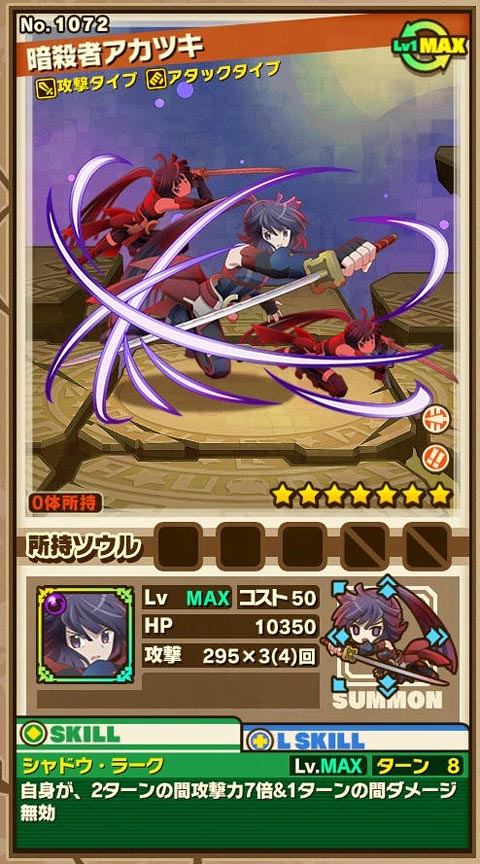 No.1072
暗殺者アカツキ
Lv1 MAX
攻撃タイプ アタックタイプ
0体所持
所持ソウル
Lv MAX コスト50
HP 10350
攻撃 295×3(4)回
SUMMON
SKILL
L SKILL
シャドウ・ラーク Lv.MAX ターン 8
自身が、2ターンの間攻撃力7倍&1ターンの間ダメージ
無効